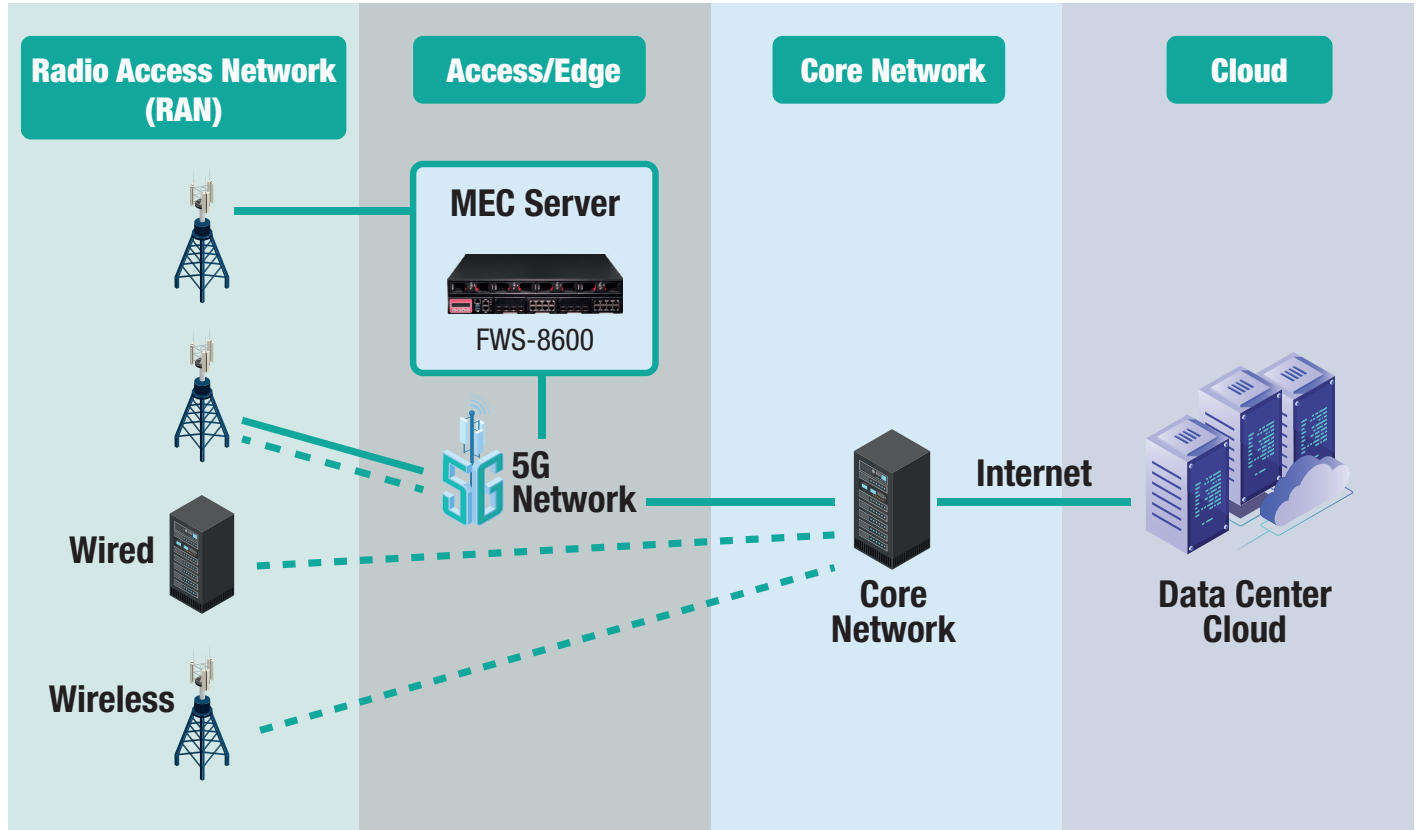 Radio Access Network
(RAN)
Access/Edge
Core Network
Cloud
MEC Server
FWS-8600
5G
5G
Network
Internet
Wired
Core
Network
Data Center
Cloud
Wireless